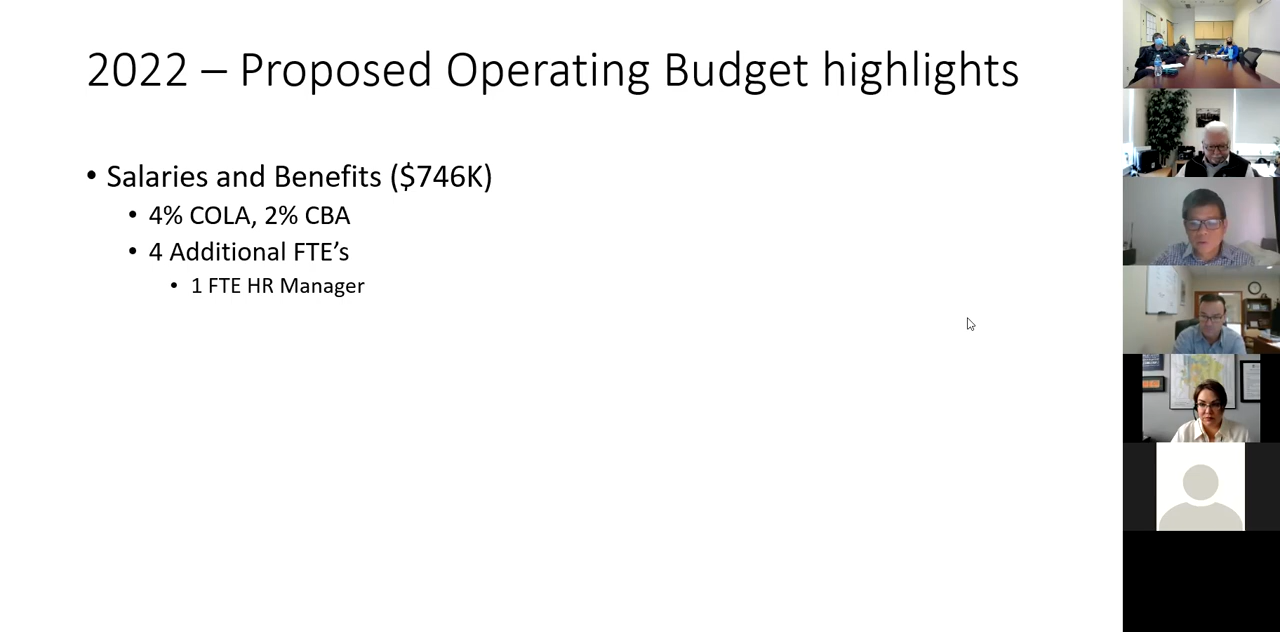 2022 – Proposed Operating Budget highlights
• Salaries and Benefits ($746K)
• 4% COLA, 2% CBA
• 4 Additional FTE’s
• 1 FTE HR Manager